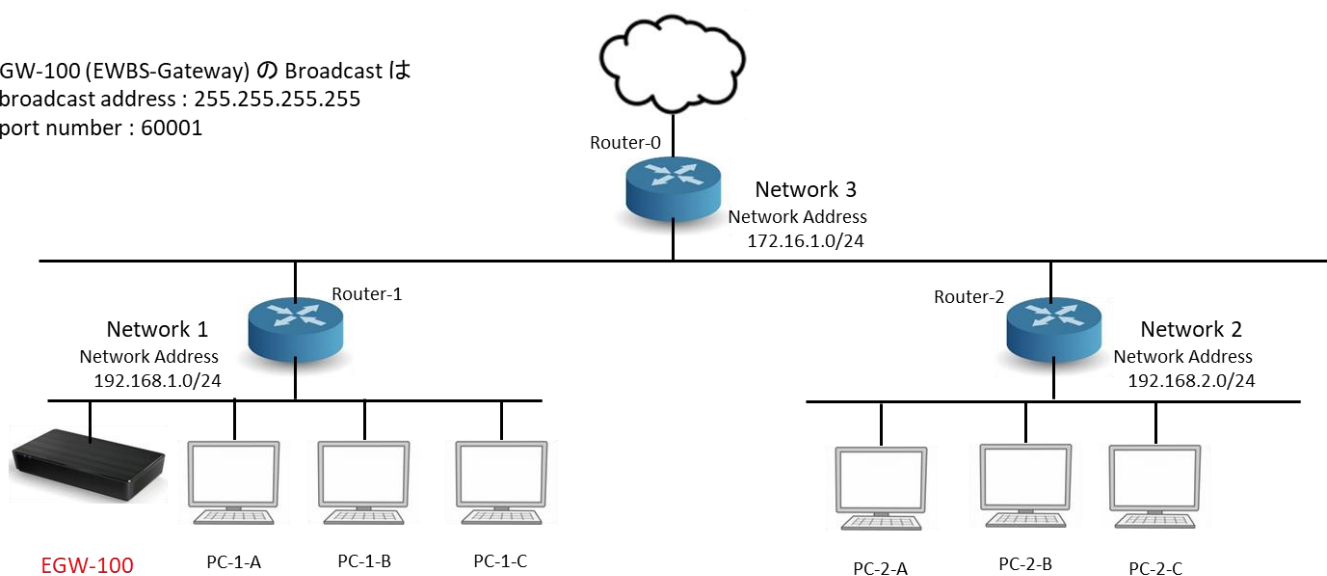 GW-100 (EWBS-Gateway) の Broadcast は
broadcast address : 255.255.255.255
port number : 60001
Router-0
Network 3
Network Address
172.16.1.0/24
Router-1
Network 1
Network Address
192.168.1.0/24
Router-2
Network 2
Network Address
192.168.2.0/24
EGW-100
PC-1-A
PC-1-B
PC-1-C
PC-2-A
PC-2-B
PC-2-C